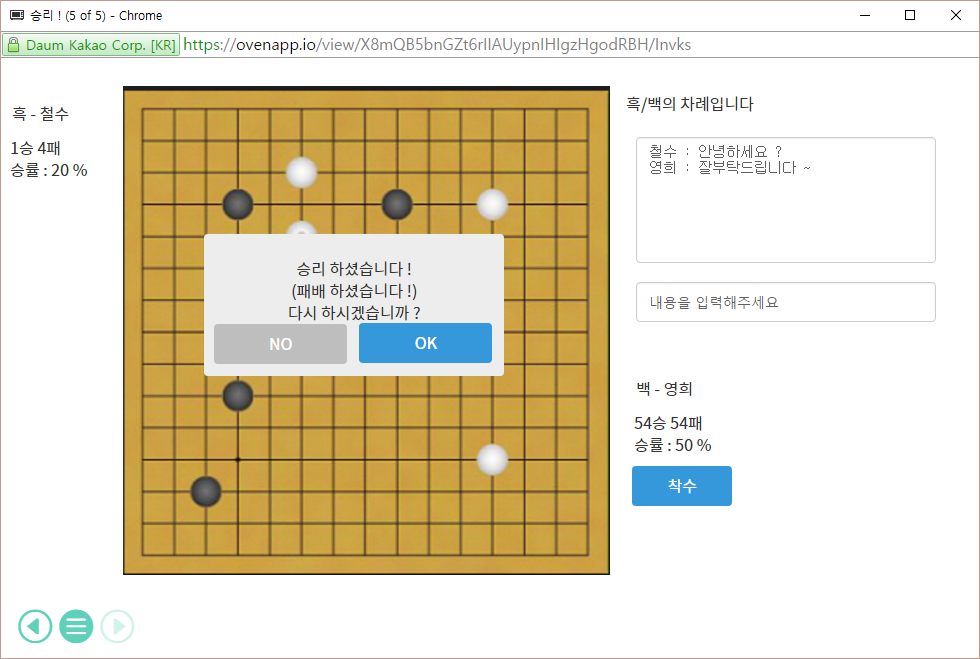 승리 ! (5 of 5) - Chrome
Daum Kakao Corp. [KR] https://ovenapp.io/view/X8mQB5bnGZt6rIIAUypnIHIgzHgodRBH/Invks
흑 - 철수
1승 4패
승률 : 20 %
승리 하셨습니다 !
(패배 하셨습니다 !)
다시 하시겠습니까 ?
NO OK
흑/백의 차례입니다
철수 : 안녕하세요 ?
영희 : 잘부탁드립니다 ~
내용을 입력해주세요
백 - 영희
54승 54패
승률 : 50 %
착수